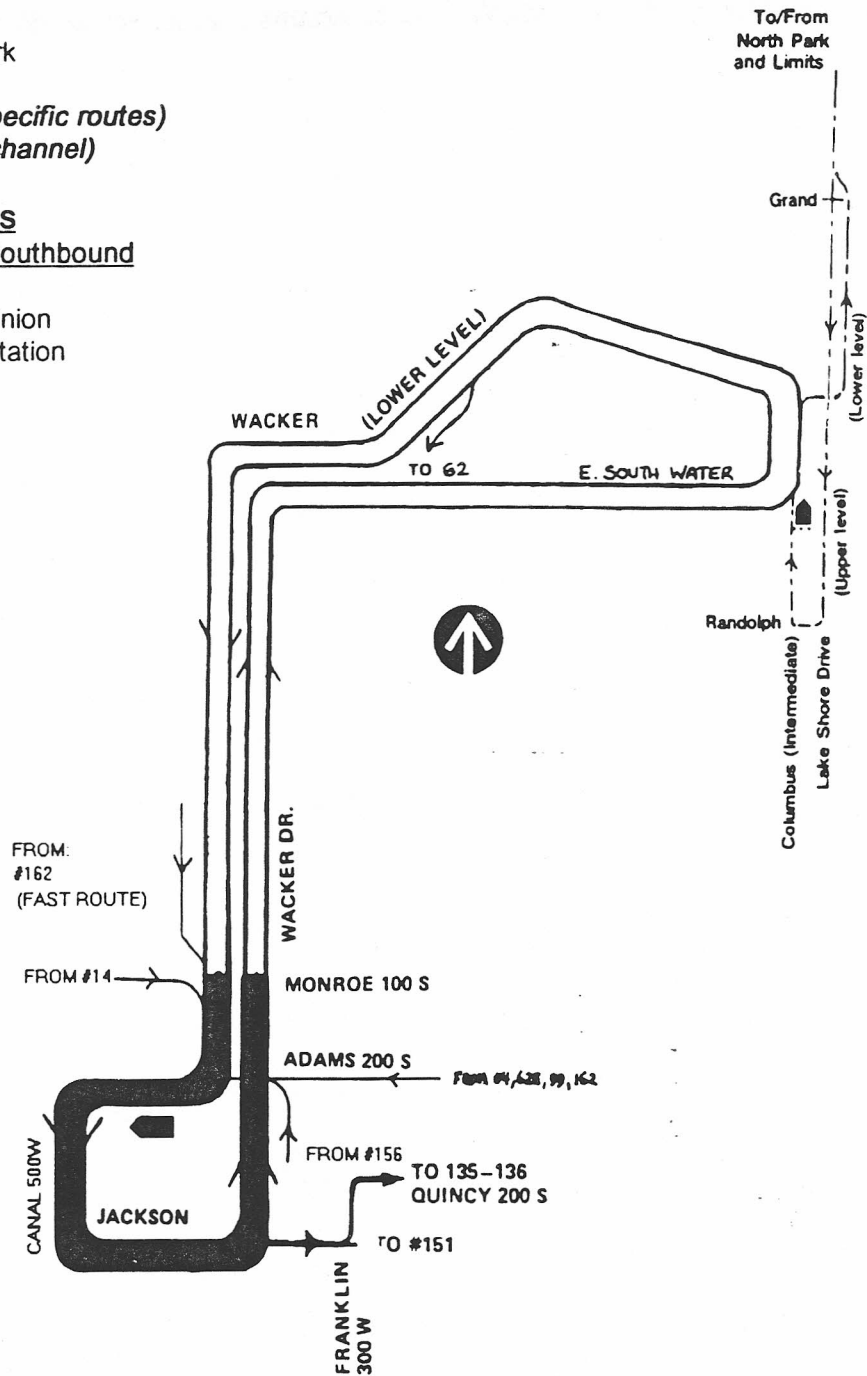 rk
pecific routes)
channel)
s
outhbound
nion
tation
To/From
North Park
and Limits
Grand
(Lower level)
(LOWER LEVEL)
WACKER
TO 62
E. SOUTH WATER
(Upper level)
Randolph
Columbus (Intermediate)
Lake Shore Drive
WACKER DR.
FROM:
#162
(FAST ROUTE)
FROM #14
MONROE 100 S
ADAMS 200 S
FROM #156
TO 135-136
QUINCY 200 S
CANAL 500W
JACKSON
TO #151
FRANKLIN
300 W